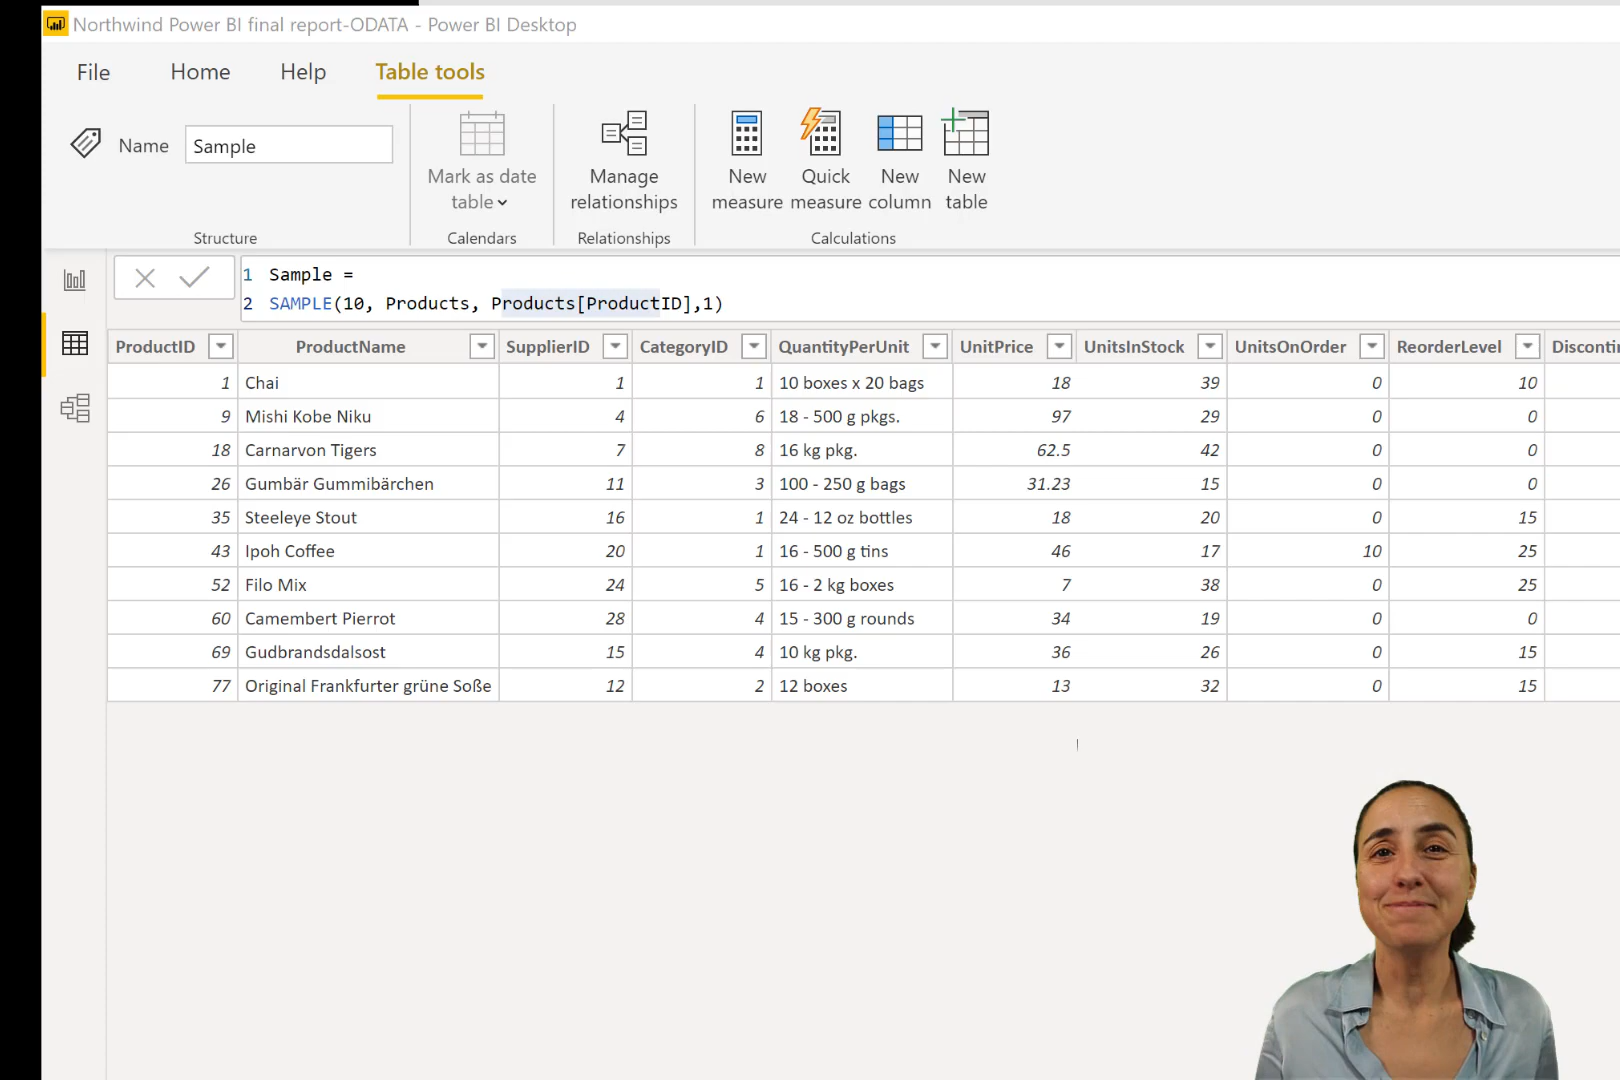 Northwind Power BI final report-ODATA - Power BI Desktop
File Home Help Table tools
Name Sample
Mark as date table
Manage relationships
New measure
Quick measure
New column
New table
Structure Calendars Relationships Calculations
1 Sample =
2 SAMPLE(10, Products, Products[ProductID],1)
ProductID ProductName SupplierID CategoryID QuantityPerUnit UnitPrice UnitsInStock UnitsOnOrder ReorderLevel Discontin
1 Chai 1 1 10 boxes x 20 bags 18 39 0 10
9 Mishi Kobe Niku 4 6 18 - 500 g pkgs. 97 29 0 0
18 Carnarvon Tigers 7 8 16 kg pkg. 62.5 42 0 0
26 Gumbär Gummibärchen 11 3 100 - 250 g bags 31.23 15 0 0
35 Steeleye Stout 16 1 24 - 12 oz bottles 18 20 0 15
43 Ipoh Coffee 20 1 16 - 500 g tins 46 17 10 25
52 Filo Mix 24 5 16 - 2 kg boxes 7 38 0 25
60 Camembert Pierrot 28 4 15 - 300 g rounds 34 19 0 0
69 Gudbrandsdalsost 15 4 10 kg pkg. 36 26 0 15
77 Original Frankfurter grüne Soße 12 2 12 boxes 13 32 0 15